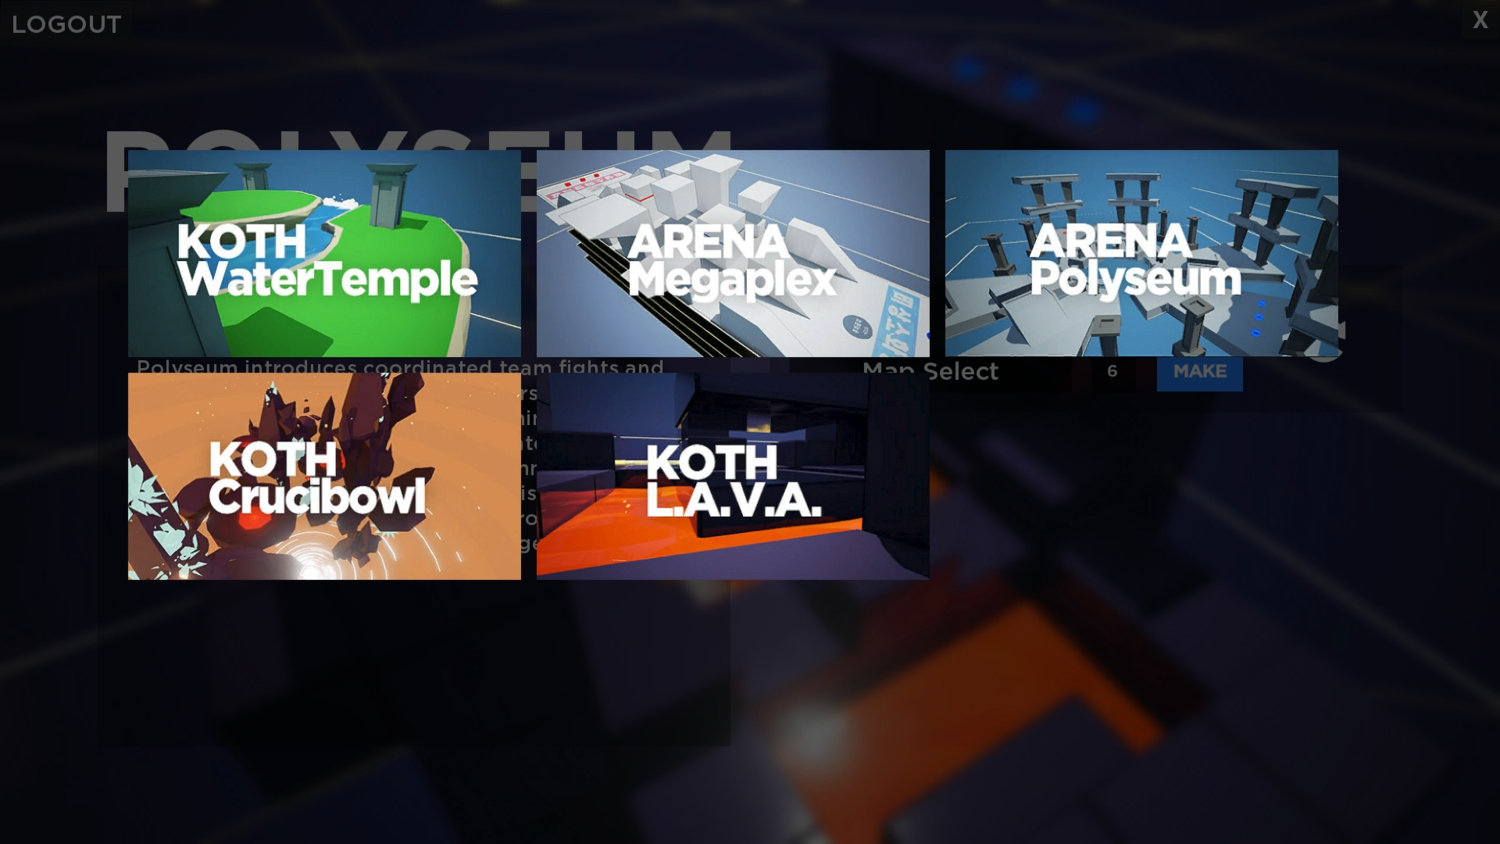 LOGOUT
X
POLYSEUM
KOTH
WaterTemple
ARENA
Megaplex
ARENA
Polyseum
Polyseum introduces coordinated team fights and
Map Select
6
MAKE
KOTH
Crucibowl
KOTH
L.A.V.A.